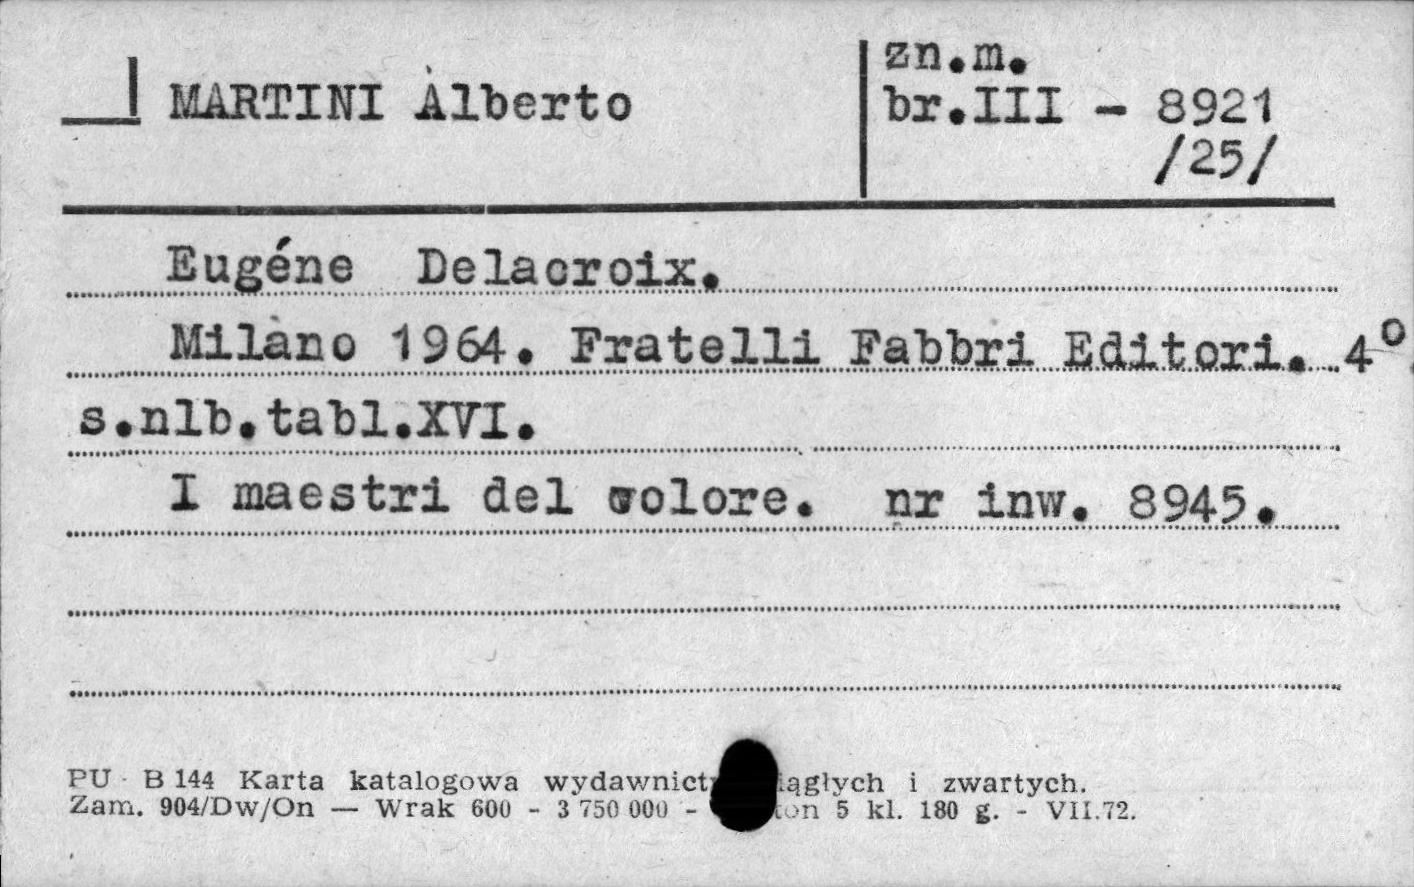 MARTINI Alberto
zn.m.
br.III - 8921
/25/
Eugéne Delacroix.
Milano 1964. Fratelli Fabbri Editori. 4°
s.nlb.tabl.XVI.
I maestri del colore. nr inw. 8945.
PU B 144 Karta katalogowa wydawnict ągłych i zwartych.
Zam. 904/Dw/On — Wrak 600 - 3 750 000 - on 5 kl. 180 g. - VII.72.